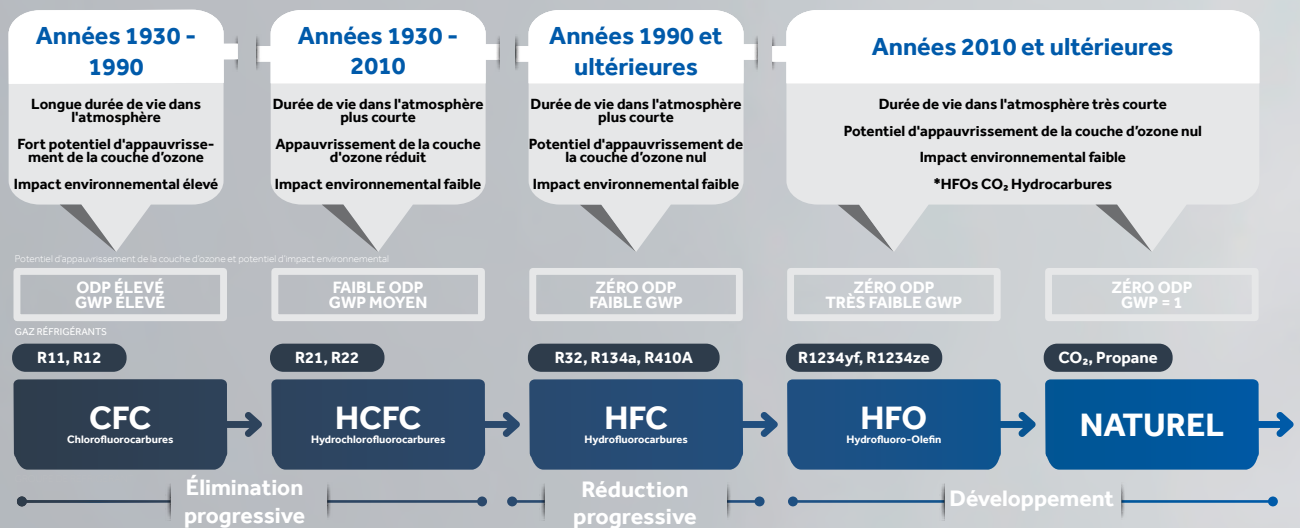 Années 1930 -
1990
Longue durée de vie dans
l'atmosphère
Fort potentiel d'appauvrisse-
ment de la couche d'ozone
Impact environnemental élevé
Années 1930 -
2010
Durée de vie dans l'atmosphère
plus courte
Appauvrissement de la couche
d'ozone réduit
Impact environnemental faible
Années 1990 et
ultérieures
Durée de vie dans l'atmosphère
plus courte
Potentiel d'appauvrissement de
la couche d'ozone nul
Impact environnemental faible
Années 2010 et ultérieures
Durée de vie dans l'atmosphère très courte
Potentiel d'appauvrissement de la couche d'ozone nul
Impact environnemental faible
*HFOs CO₂ Hydrocarbures
Potentiel d'appauvrissement de la couche d'ozone et potentiel d'impact environnemental
ODP ÉLEVÉ
GWP ÉLEVÉ
FAIBLE ODP
GWP MOYEN
ZÉRO ODP
FAIBLE GWP
ZÉRO ODP
TRÈS FAIBLE GWP
ZÉRO ODP
GWP = 1
GAZ RÉFRIGÉRANTS
R11, R12
R21, R22
R32, R134a, R410A
R1234yf, R1234ze
CO₂, Propane
CFC
Chlorofluorocarbures
HCFC
Hydrochlorofluorocarbures
HFC
Hydrofluorocarbures
HFO
Hydrofluoro-Olefin
NATUREL
Élimination
progressive
Réduction
progressive
Développement